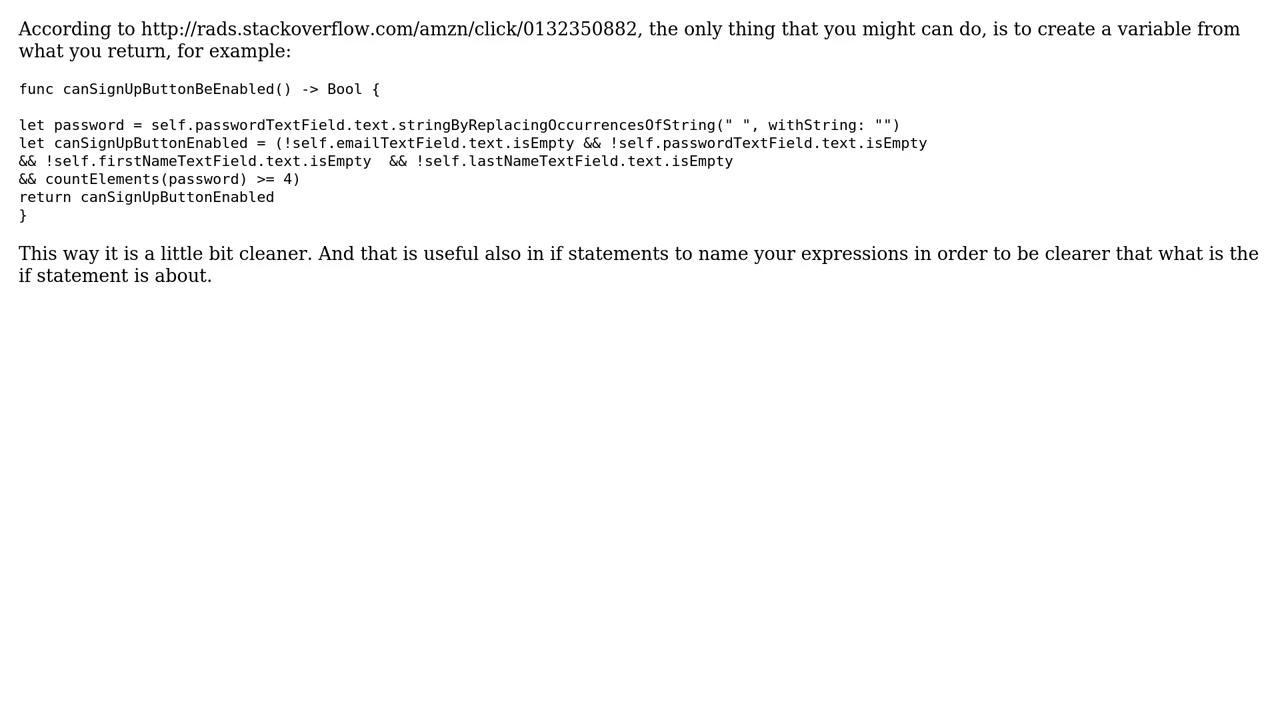 According to http://rads.stackoverflow.com/amzn/click/0132350882, the only thing that you might can do, is to create a variable from
what you return, for example:
func canSignUpButtonBeEnabled() -> Bool {
let password = self.passwordTextField.text.stringByReplacingOccurrencesOfString(" ", withString: "")
let canSignUpButtonEnabled = (!self.emailTextField.text.isEmpty && !self.passwordTextField.text.isEmpty
&& !self.firstNameTextField.text.isEmpty  && !self.lastNameTextField.text.isEmpty
&& countElements(password) >= 4)
return canSignUpButtonEnabled
}
This way it is a little bit cleaner. And that is useful also in if statements to name your expressions in order to be clearer that what is the
if statement is about.